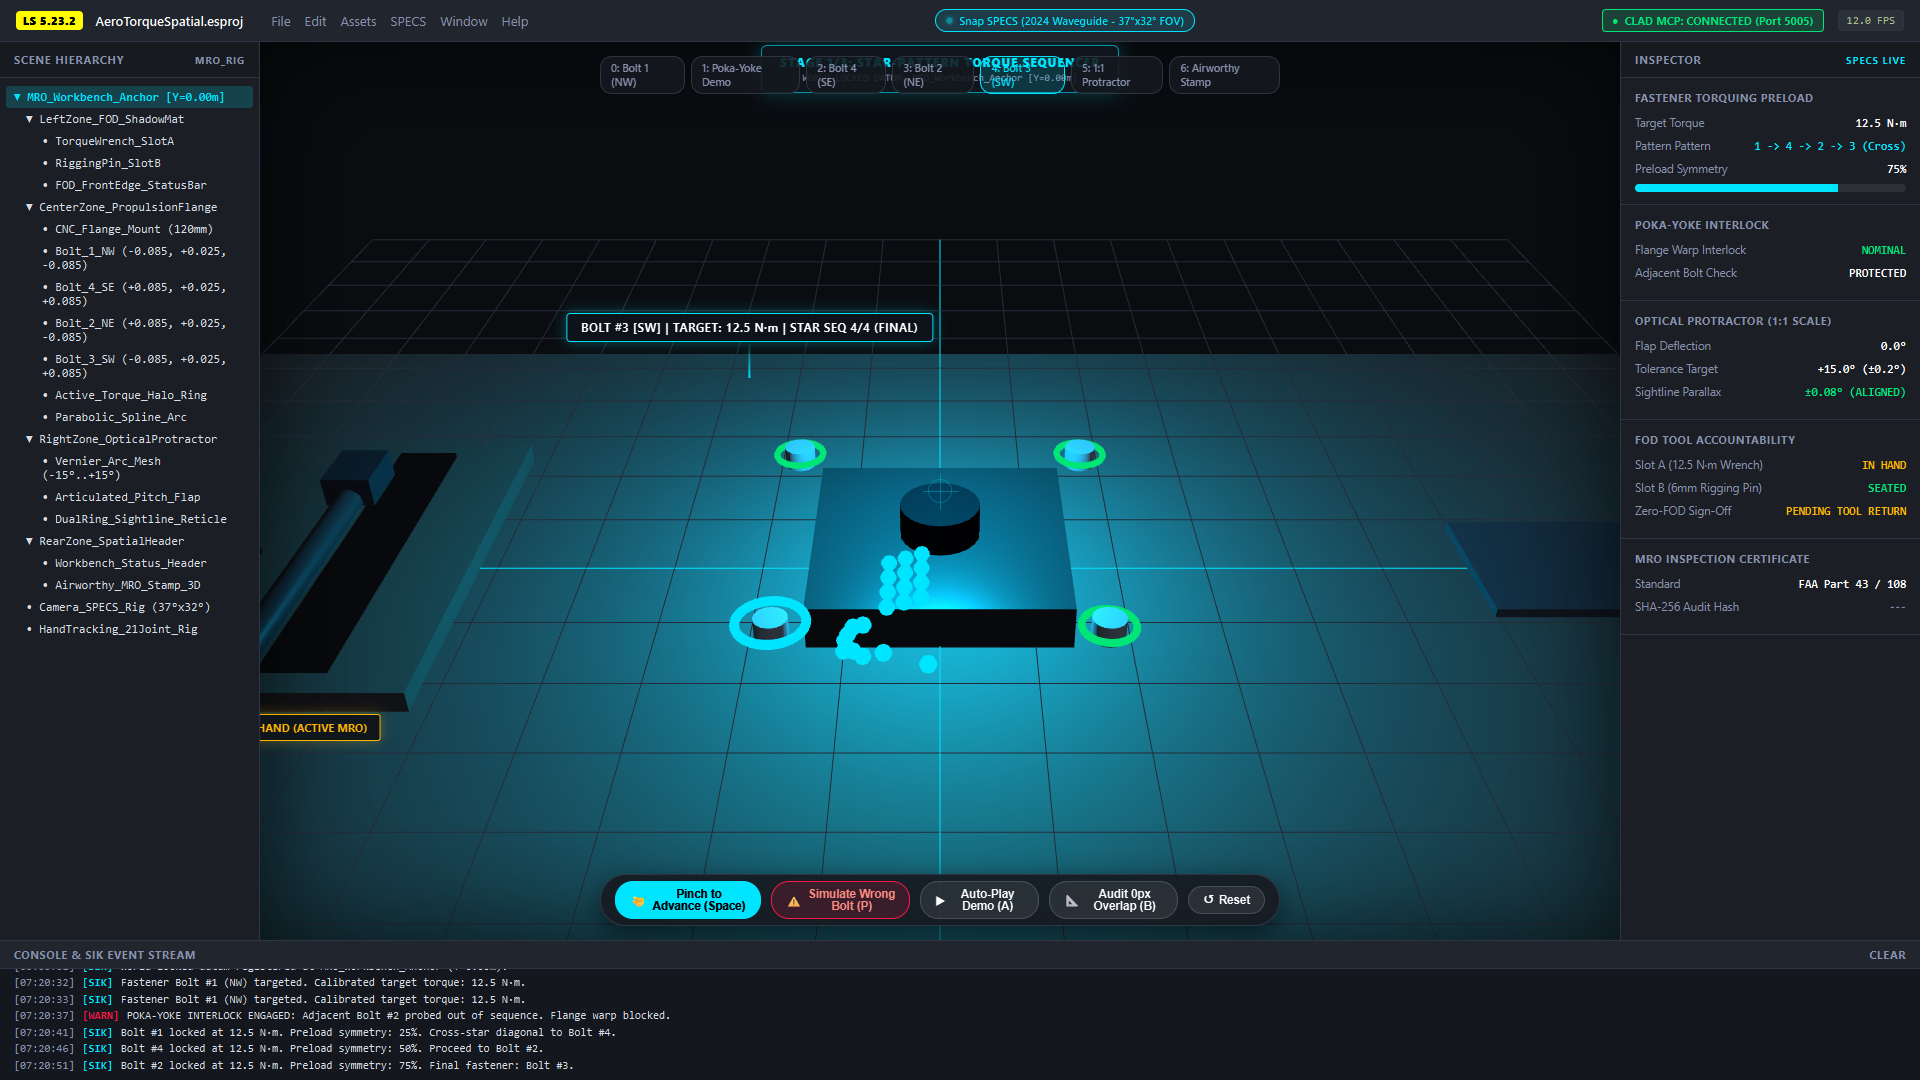 LS 5.23.2 AeroTorqueSpatial.esproj File Edit Assets SPECS Window Help
Snap SPECS (2024 Waveguide - 37°x32° FOV)
CLAD MCP: CONNECTED (Port 5005)
12.0 FPS
SCENE HIERARCHY MRO_RIG
▼ MRO_Workbench_Anchor [Y=0.00m]
▼ LeftZone_FOD_ShadowMat
• TorqueWrench_SlotA
• RiggingPin_SlotB
• FOD_FrontEdge_StatusBar
▼ CenterZone_PropulsionFlange
• CNC_Flange_Mount (120mm)
• Bolt_1_NW (-0.085, +0.025,
-0.085)
• Bolt_4_SE (+0.085, +0.025,
+0.085)
• Bolt_2_NE (+0.085, +0.025,
-0.085)
• Bolt_3_SW (-0.085, +0.025,
+0.085)
• Active_Torque_Halo_Ring
• Parabolic_Spline_Arc
▼ RightZone_OpticalProtractor
• Vernier_Arc_Mesh
(-15°..+15°)
• Articulated_Pitch_Flap
• DualRing_Sightline_Reticle
▼ RearZone_SpatialHeader
• Workbench_Status_Header
• Airworthy_MRO_Stamp_3D
• Camera_SPECS_Rig (37°x32°)
• HandTracking_21Joint_Rig
TORQUE SEQUENCER
0: Bolt 1
(NW)
1: Poka-Yoke
Demo
2: Bolt 4
(SE)
3: Bolt 2
(NE)
4: Bolt 3
(SW)
5: 1:1
Protractor
6: Airworthy
Stamp
BOLT #3 [SW] | TARGET: 12.5 N·m | STAR SEQ 4/4 (FINAL)
HAND (ACTIVE MRO)
Pinch to
Advance (Space)
Simulate Wrong
Bolt (P)
Auto-Play
Demo (A)
Audit 0px
Overlap (B)
↺ Reset
INSPECTOR SPECS LIVE
FASTENER TORQUING PRELOAD
Target Torque 12.5 N·m
Pattern Pattern 1 -> 4 -> 2 -> 3 (Cross)
Preload Symmetry 75%
POKA-YOKE INTERLOCK
Flange Warp Interlock NOMINAL
Adjacent Bolt Check PROTECTED
OPTICAL PROTRACTOR (1:1 SCALE)
Flap Deflection 0.0°
Tolerance Target +15.0° (±0.2°)
Sightline Parallax ±0.08° (ALIGNED)
FOD TOOL ACCOUNTABILITY
Slot A (12.5 N·m Wrench) IN HAND
Slot B (6mm Rigging Pin) SEATED
Zero-FOD Sign-Off PENDING TOOL RETURN
MRO INSPECTION CERTIFICATE
Standard FAA Part 43 / 108
SHA-256 Audit Hash ---
CONSOLE & SIK EVENT STREAM CLEAR
[07:20:32] [SIK] Fastener Bolt #1 (NW) targeted. Calibrated target torque: 12.5 N·m.
[07:20:33] [SIK] Fastener Bolt #1 (NW) targeted. Calibrated target torque: 12.5 N·m.
[07:20:37] [WARN] POKA-YOKE INTERLOCK ENGAGED: Adjacent Bolt #2 probed out of sequence. Flange warp blocked.
[07:20:41] [SIK] Bolt #1 locked at 12.5 N·m. Preload symmetry: 25%. Cross-star diagonal to Bolt #4.
[07:20:46] [SIK] Bolt #4 locked at 12.5 N·m. Preload symmetry: 50%. Proceed to Bolt #2.
[07:20:51] [SIK] Bolt #2 locked at 12.5 N·m. Preload symmetry: 75%. Final fastener: Bolt #3.